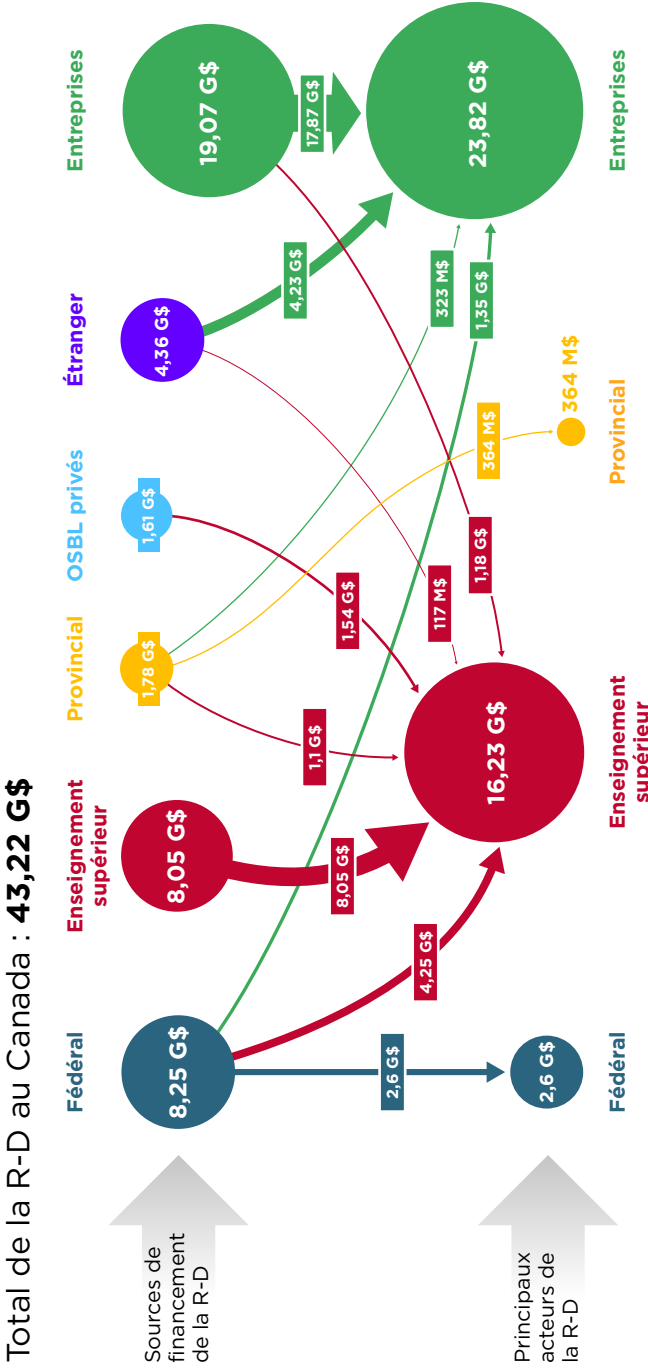 Total de la R-D au Canada : 43,22 G$
Sources de
financement
de la R-D
Fédéral
8,25 G$
Enseignement
supérieur
8,05 G$
Provincial
1,78 G$
OSBL privés
1,61 G$
Étranger
4,36 G$
Entreprises
19,07 G$
2,6 G$
4,25 G$
8,05 G$
1,1 G$
1,54 G$
117 M$
1,18 G$
364 M$
323 M$
1,35 G$
4,23 G$
17,87 G$
Principaux
acteurs de
la R-D
2,6 G$
Fédéral
16,23 G$
Enseignement
supérieur
364 M$
Provincial
23,82 G$
Entreprises